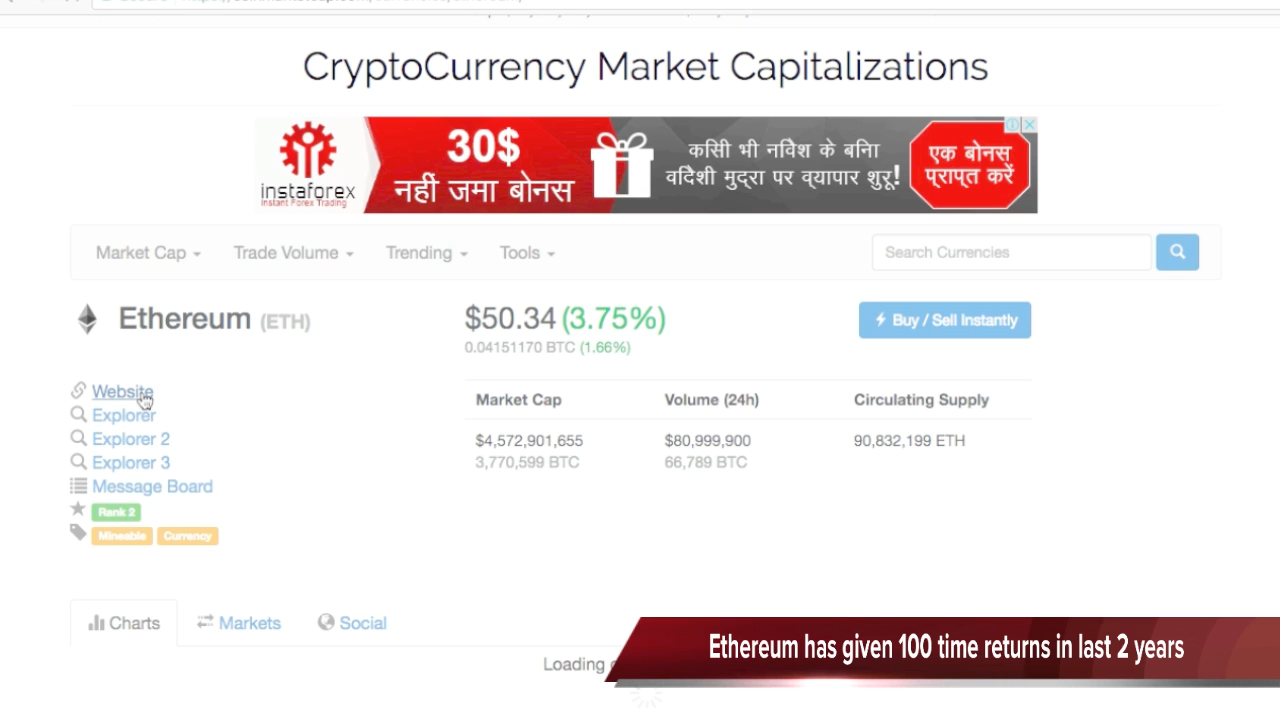 CryptoCurrency Market Capitalizations
30$
नहीं जमा बोनस
instaforex
Instant Forex Trading
किसी भी निवेश के बिना
विदेशी मुद्रा पर व्यापार शुरू!
एक बोनस
प्राप्त करें
Market Cap
Trade Volume
Trending
Tools
Search Currencies
Ethereum (ETH)
$50.34 (3.75%)
0.04151170 BTC (1.66%)
Buy / Sell Instantly
Website
Explorer
Explorer 2
Explorer 3
Message Board
Rank 2
Mineable Currency
Market Cap Volume (24h) Circulating Supply
$4,572,901,655 $80,999,900 90,832,199 ETH
3,770,599 BTC 66,789 BTC
Charts Markets Social
Loading
Ethereum has given 100 time returns in last 2 years